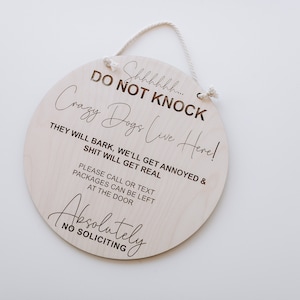 Shhhhhh...
DO NOT KNOCK
Crazy Dogs Live Here!
THEY WILL BARK, WE'LL GET ANNOYED &
SHIT WILL GET REAL
PLEASE CALL OR TEXT
PACKAGES CAN BE LEFT
AT THE DOOR
Absolutely
NO SOLICITING